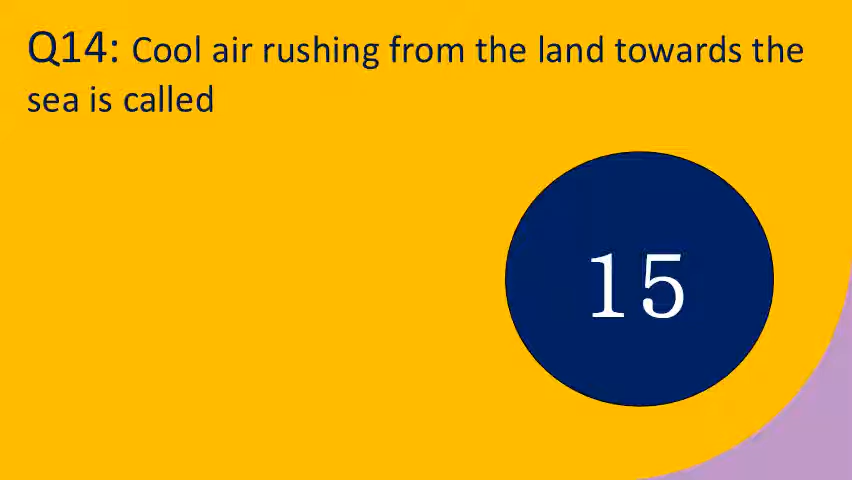 Q14: Cool air rushing from the land towards the
sea is called
15